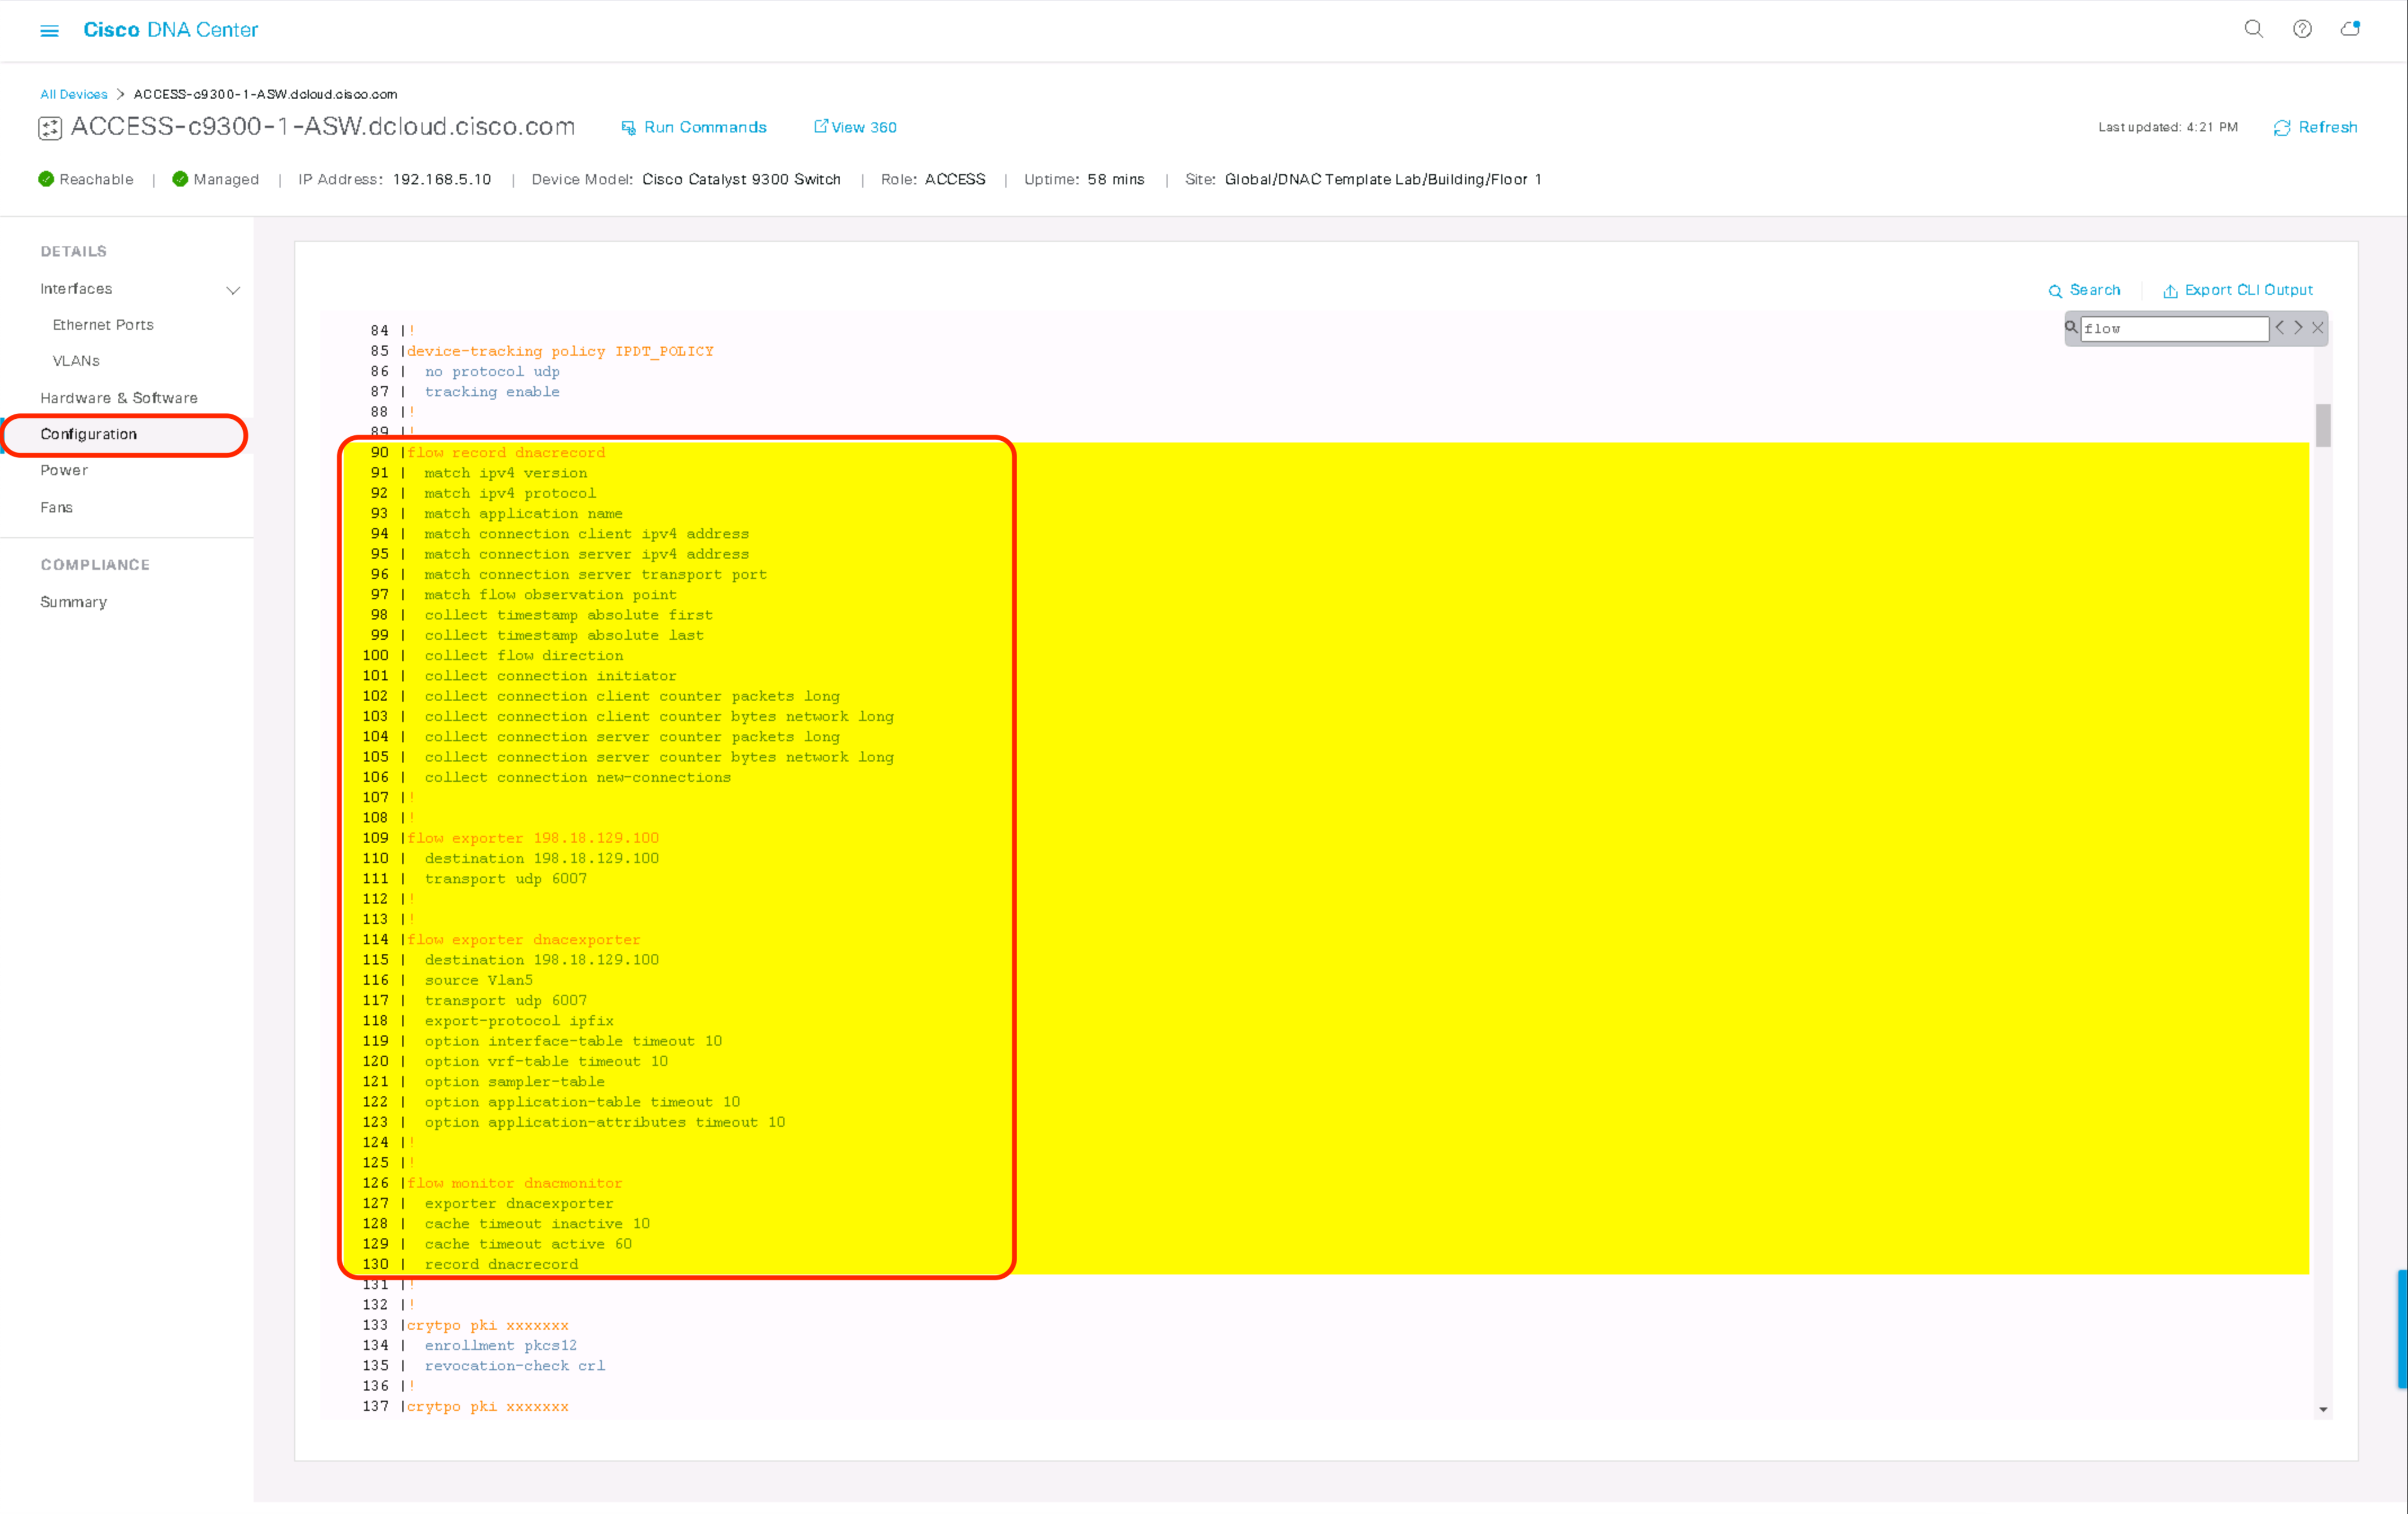 Cisco DNA Center
All Devices > ACCESS-c9300-1-ASW.dcloud.cisco.com
ACCESS-c9300-1-ASW.dcloud.cisco.com Run Commands View 360 Last updated: 4:21 PM Refresh
Reachable | Managed | IP Address: 192.168.5.10 | Device Model: Cisco Catalyst 9300 Switch | Role: ACCESS | Uptime: 58 mins | Site: Global/DNAC Template Lab/Building/Floor 1
DETAILS
Interfaces
Ethernet Ports
VLANs
Hardware & Software
Configuration
Power
Fans
COMPLIANCE
Summary
Search Export CLI Output
flow
84 |!
85 |device-tracking policy IPDT_POLICY
86 | no protocol udp
87 | tracking enable
88 |!
89 |!
90 |flow record dnacrecord
91 | match ipv4 version
92 | match ipv4 protocol
93 | match application name
94 | match connection client ipv4 address
95 | match connection server ipv4 address
96 | match connection server transport port
97 | match flow observation point
98 | collect timestamp absolute first
99 | collect timestamp absolute last
100 | collect flow direction
101 | collect connection initiator
102 | collect connection client counter packets long
103 | collect connection client counter bytes network long
104 | collect connection server counter packets long
105 | collect connection server counter bytes network long
106 | collect connection new-connections
107 |!
108 |!
109 |flow exporter 198.18.129.100
110 | destination 198.18.129.100
111 | transport udp 6007
112 |!
113 |!
114 |flow exporter dnacexporter
115 | destination 198.18.129.100
116 | source Vlan5
117 | transport udp 6007
118 | export-protocol ipfix
119 | option interface-table timeout 10
120 | option vrf-table timeout 10
121 | option sampler-table
122 | option application-table timeout 10
123 | option application-attributes timeout 10
124 |!
125 |!
126 |flow monitor dnacmonitor
127 | exporter dnacexporter
128 | cache timeout inactive 10
129 | cache timeout active 60
130 | record dnacrecord
131 |!
132 |!
133 |crytpo pki xxxxxxx
134 | enrollment pkcs12
135 | revocation-check crl
136 |!
137 |crytpo pki xxxxxxx